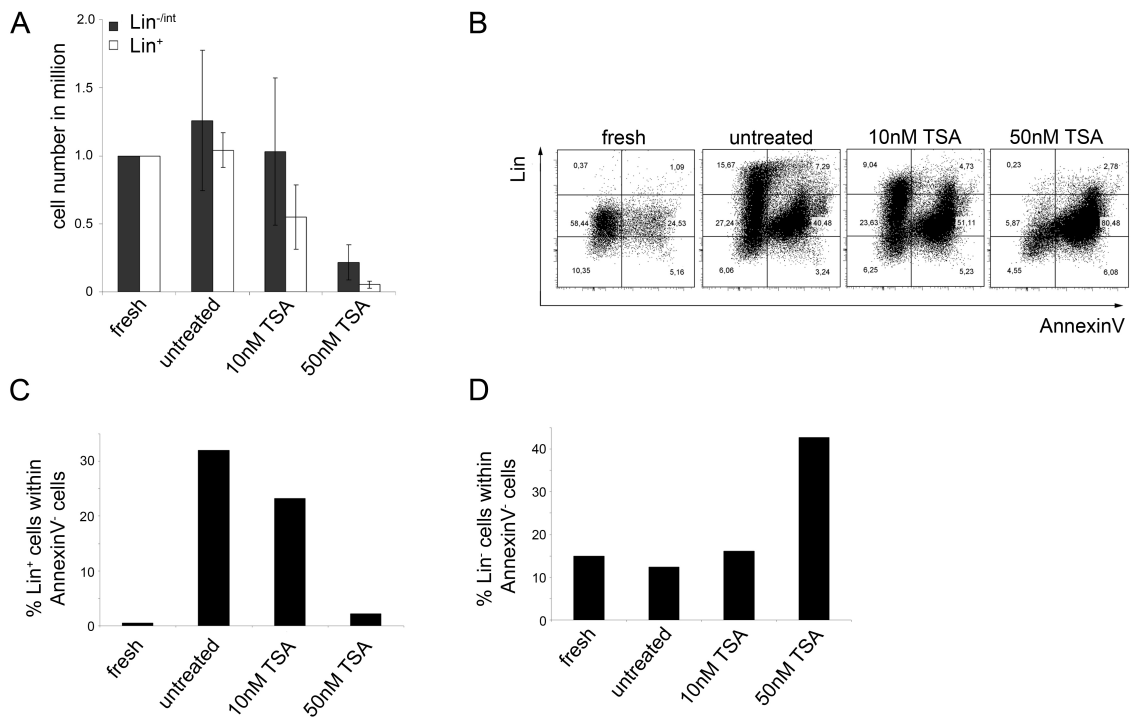 A
cell number in million
2.0
1.5
1.0
0.5
0
Lin-/int
Lin+
fresh
untreated
10nM TSA
50nM TSA
B
Lin
fresh
untreated
10nM TSA
50nM TSA
0,37 1,09
58,44 24,53
10,35 5,16
15,67 7,29
27,24 40,48
6,06 3,24
9,04 4,73
23,63 51,11
6,25 5,23
0,23 2,78
5,87 80,48
4,55 6,08
AnnexinV
C
% Lin+ cells within
AnnexinV- cells
30
20
10
0
fresh
untreated
10nM TSA
50nM TSA
D
% Lin- cells within
AnnexinV- cells
40
30
20
10
0
fresh
untreated
10nM TSA
50nM TSA